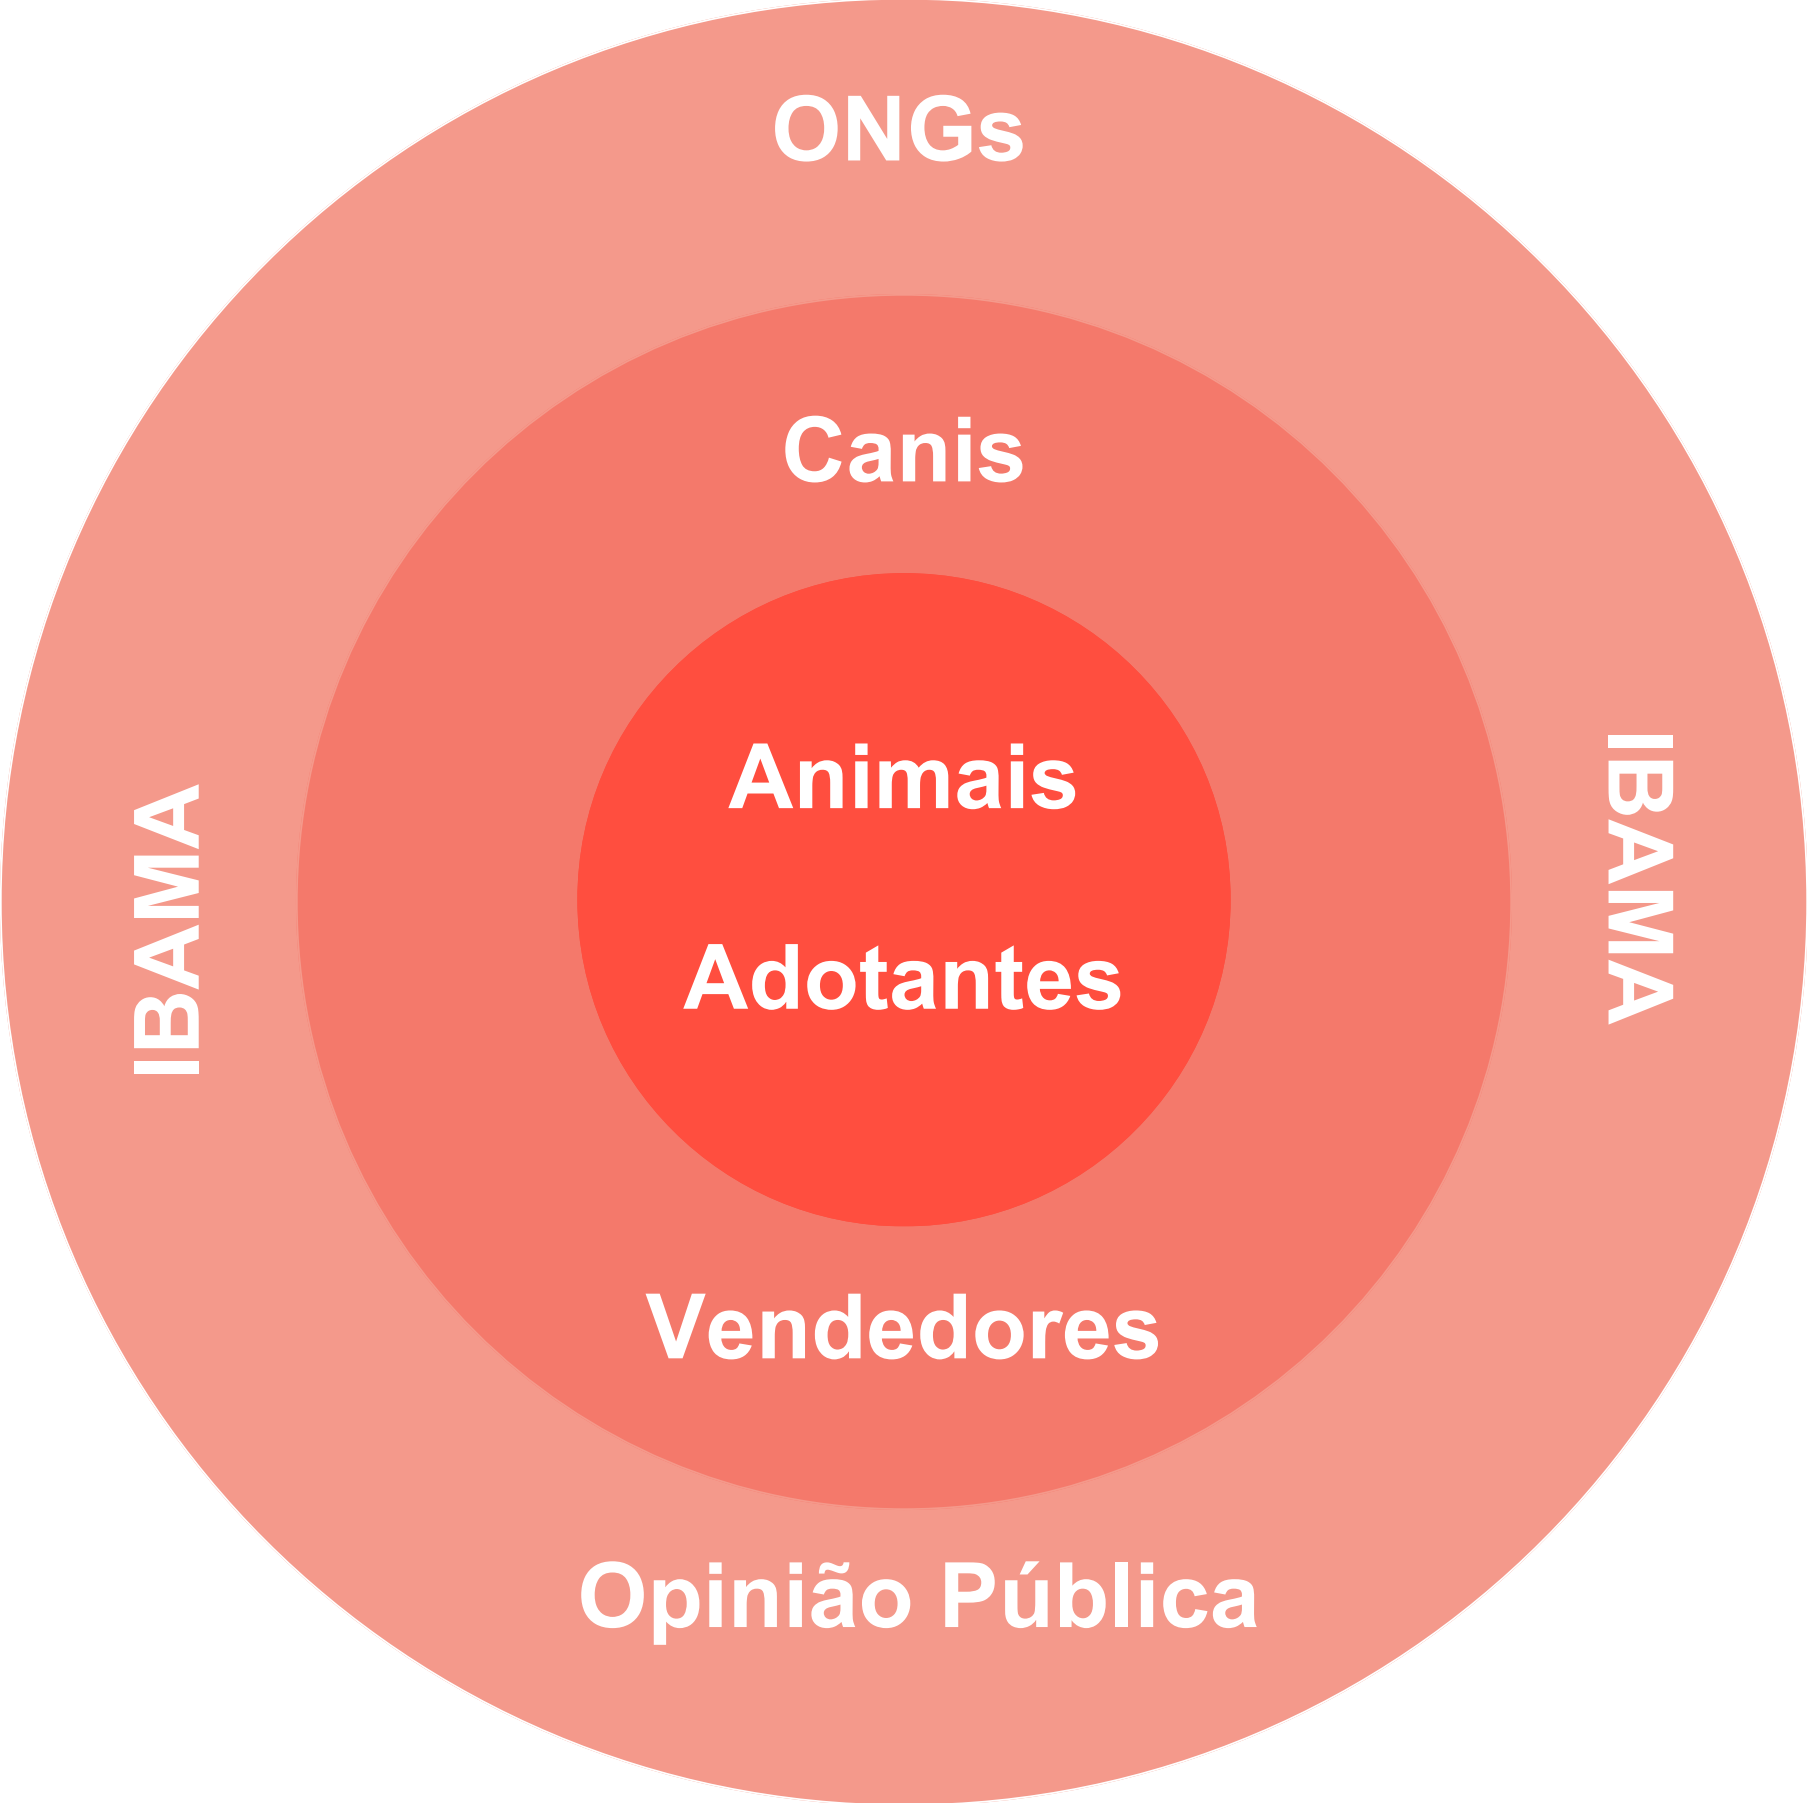 ONGs
Canis
Animais
IBAMA
IBAMA
Adotantes
Vendedores
Opinião Pública